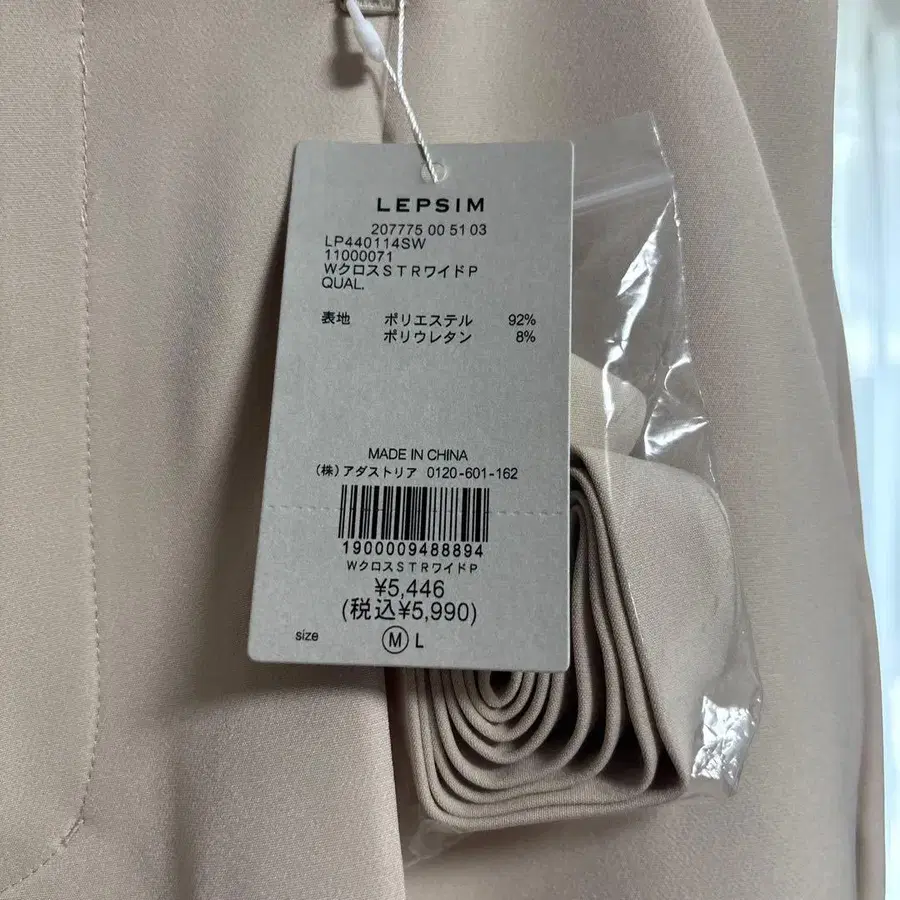 LEPSIM
207775 00 51 03
LP440114SW
11000071
WクロスSTRワイドP
QUAL.
表地 ポリエステル 92%
ポリウレタン 8%
MADE IN CHINA
(株)アダストリア 0120-601-162
1900009488894
WクロスSTRワイドP
¥5,446
(税込¥5,990)
size M L